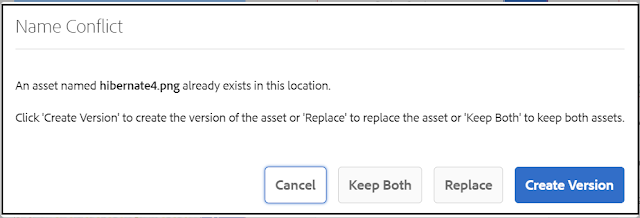 Name Conflict
An asset named hibernate4.png already exists in this location.
Click 'Create Version' to create the version of the asset or 'Replace' to replace the asset or 'Keep Both' to keep both assets.
Cancel Keep Both Replace Create Version